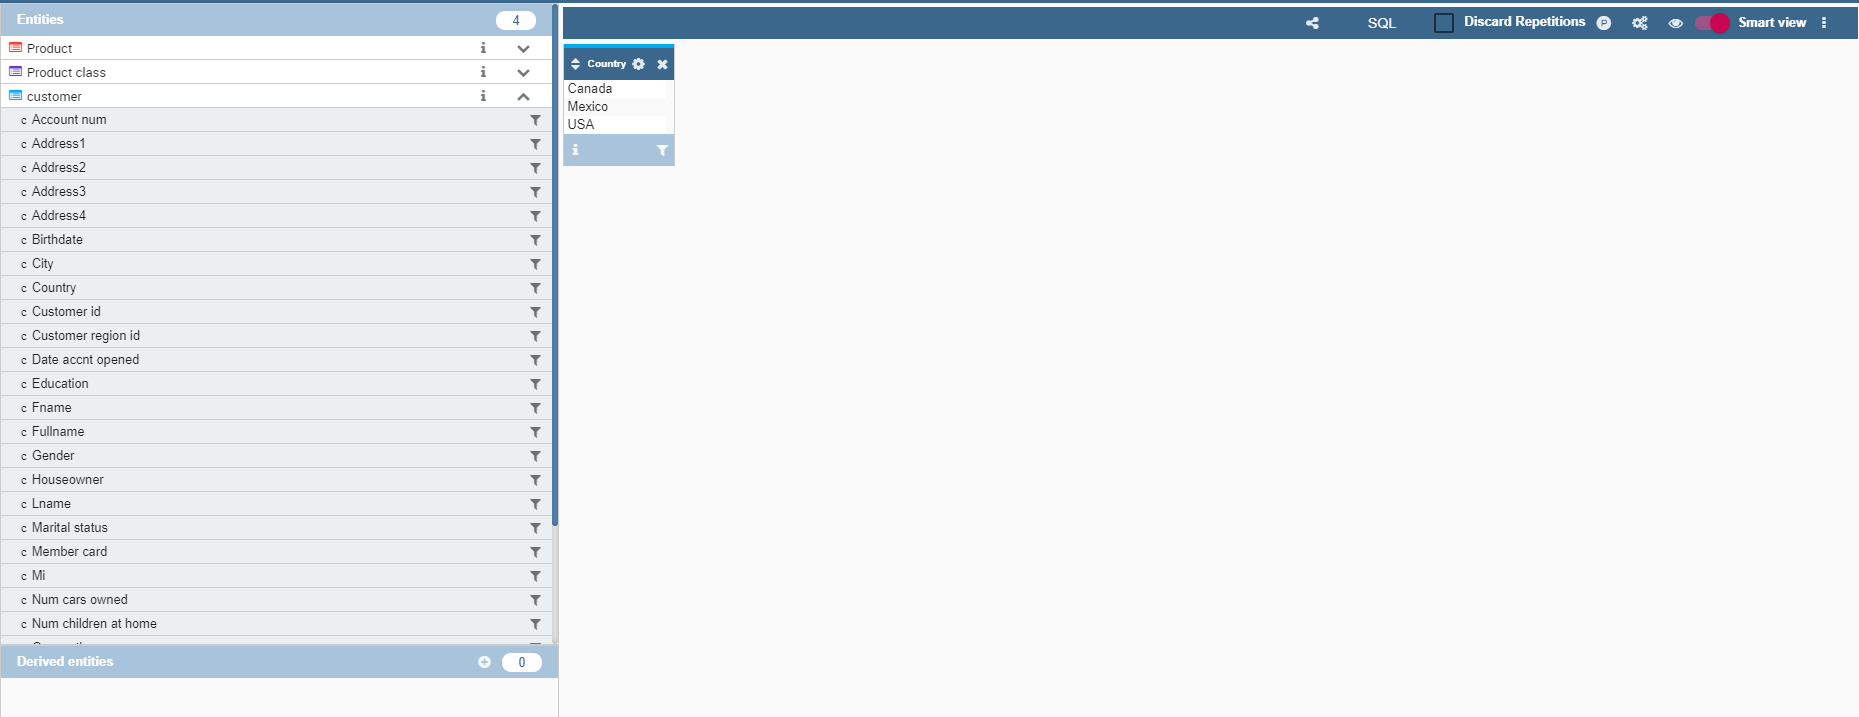 Entities 4
Product
Product class
customer
c Account num
c Address1
c Address2
c Address3
c Address4
c Birthdate
c City
c Country
c Customer id
c Customer region id
c Date accnt opened
c Education
c Fname
c Fullname
c Gender
c Houseowner
c Lname
c Marital status
c Member card
c Mi
c Num cars owned
c Num children at home
Derived entities 0
SQL Discard Repetitions P Smart view
Country
Canada
Mexico
USA